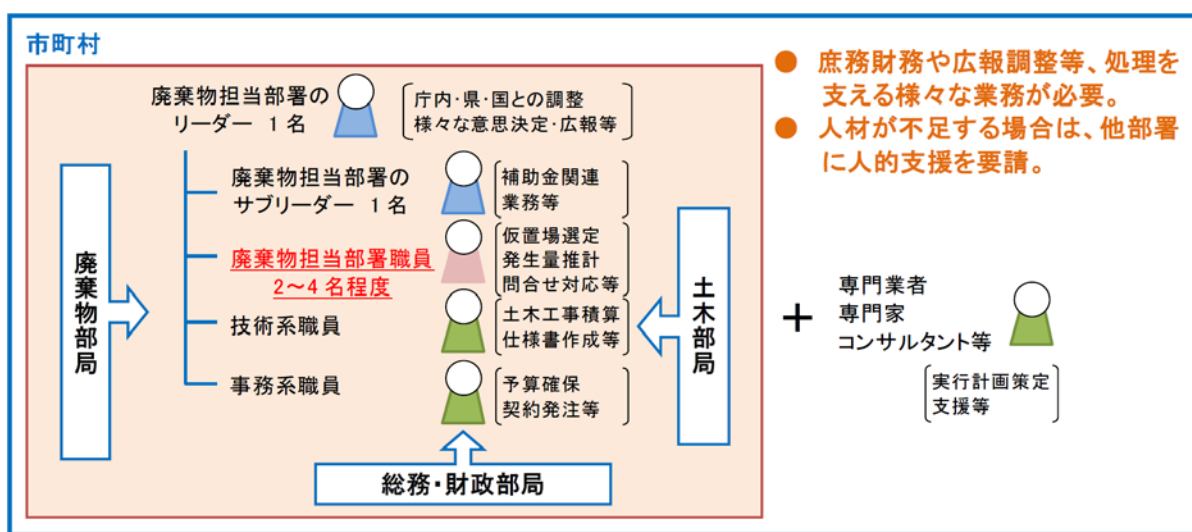 市町村
廃棄物担当部署の
リーダー 1名
庁内・県・国との調整
様々な意思決定・広報等
廃棄物担当部署の
サブリーダー 1名
補助金関連
業務等
廃棄物担当部署職員
2～4名程度
仮置場選定
発生量推計
問合せ対応等
技術系職員
土木工事積算
仕様書作成等
事務系職員
予算確保
契約発注等
廃棄物部局
土木部局
総務・財政部局
● 庶務財務や広報調整等、処理を
支える様々な業務が必要。
● 人材が不足する場合は、他部署
に人的支援を要請。
＋
専門業者
専門家
コンサルタント等
実行計画策定
支援等